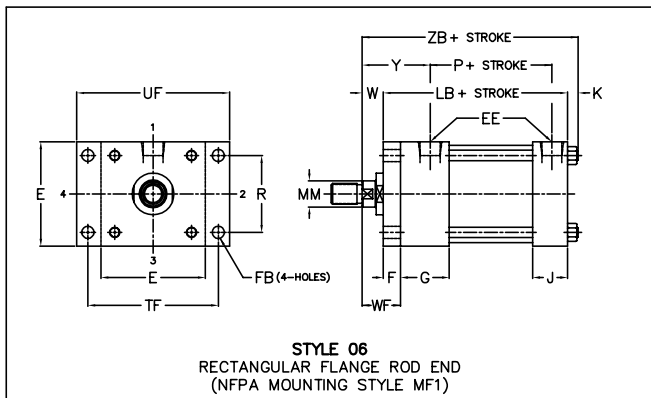 ZB+ STROKE
Y
P+ STROKE
UF
W
LB+ STROKE
K
1
EE
E
4
2
R
MM
3
E
FB(4-HOLES)
F
G
J
TF
WF
STYLE 06
RECTANGULAR FLANGE ROD END
(NFPA MOUNTING STYLE MF1)